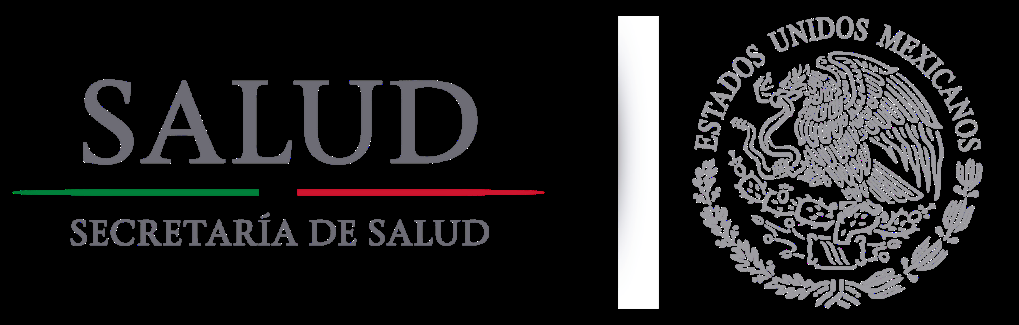 SALUD
SECRETARÍA DE SALUD
ESTADOS UNIDOS MEXICANOS